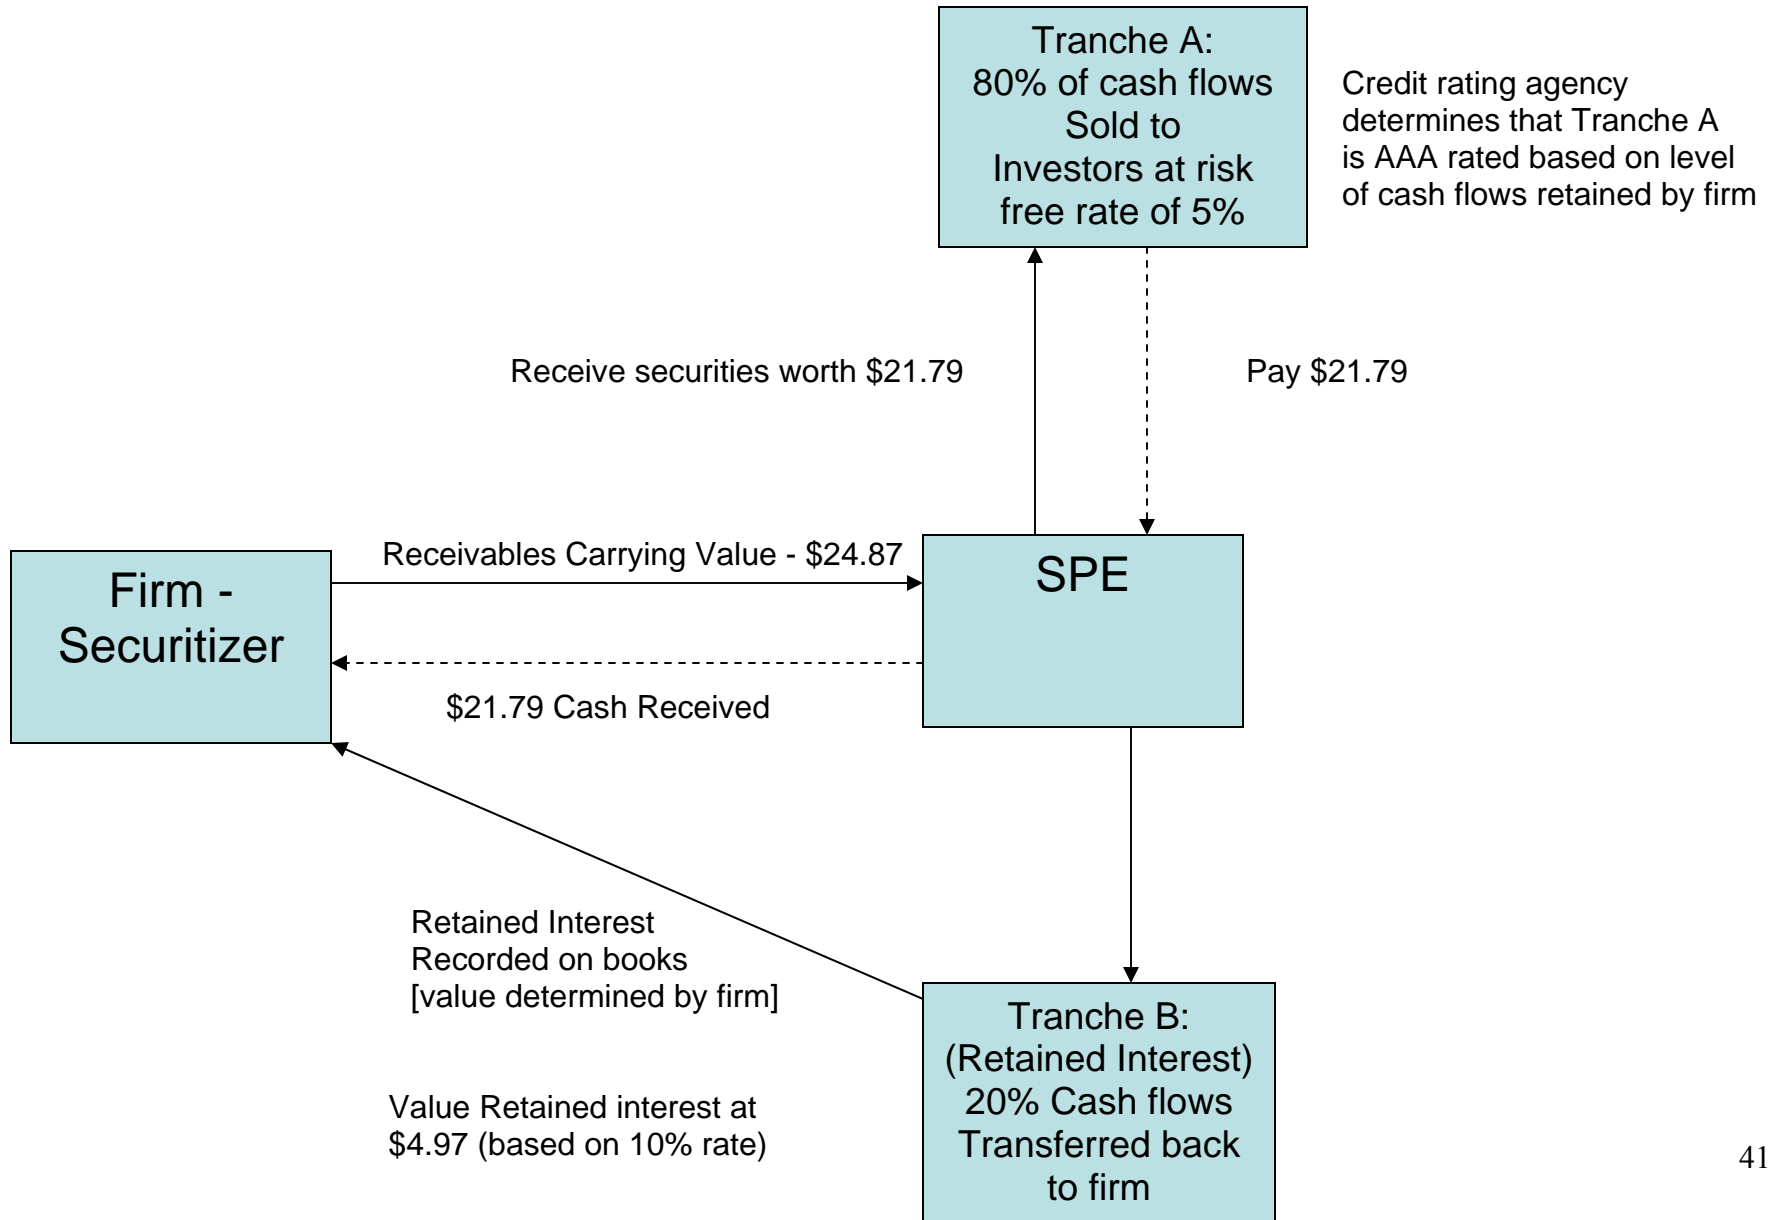 Tranche A:
80% of cash flows
Sold to
Investors at risk
free rate of 5%
Credit rating agency
determines that Tranche A
is AAA rated based on level
of cash flows retained by firm
Receive securities worth $21.79
Pay $21.79
Receivables Carrying Value - $24.87
Firm -
Securitizer
SPE
$21.79 Cash Received
Retained Interest
Recorded on books
[value determined by firm]
Value Retained interest at
$4.97 (based on 10% rate)
Tranche B:
(Retained Interest)
20% Cash flows
Transferred back
to firm
41